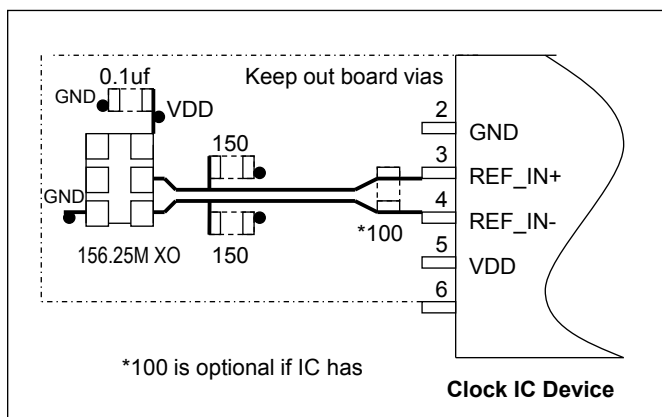 0.1uf
Keep out board vias
GND
VDD
2
GND
150
3
REF_IN+
GND
4
REF_IN-
156.25M XO
150
*100
5
VDD
6
*100 is optional if IC has
Clock IC Device